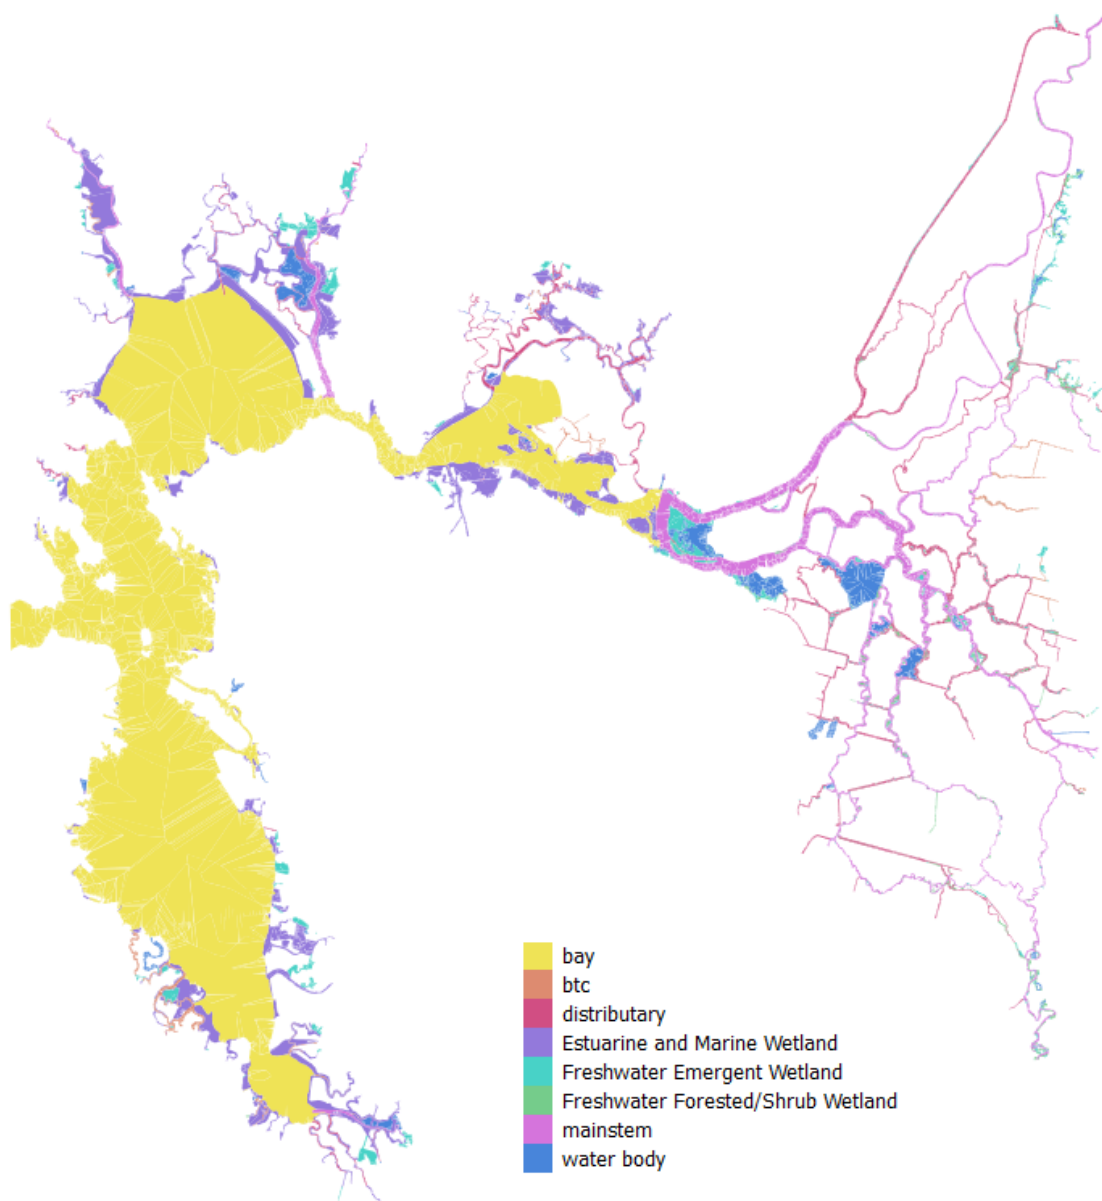 bay
btc
distributary
Estuarine and Marine Wetland
Freshwater Emergent Wetland
Freshwater Forested/Shrub Wetland
mainstem
water body